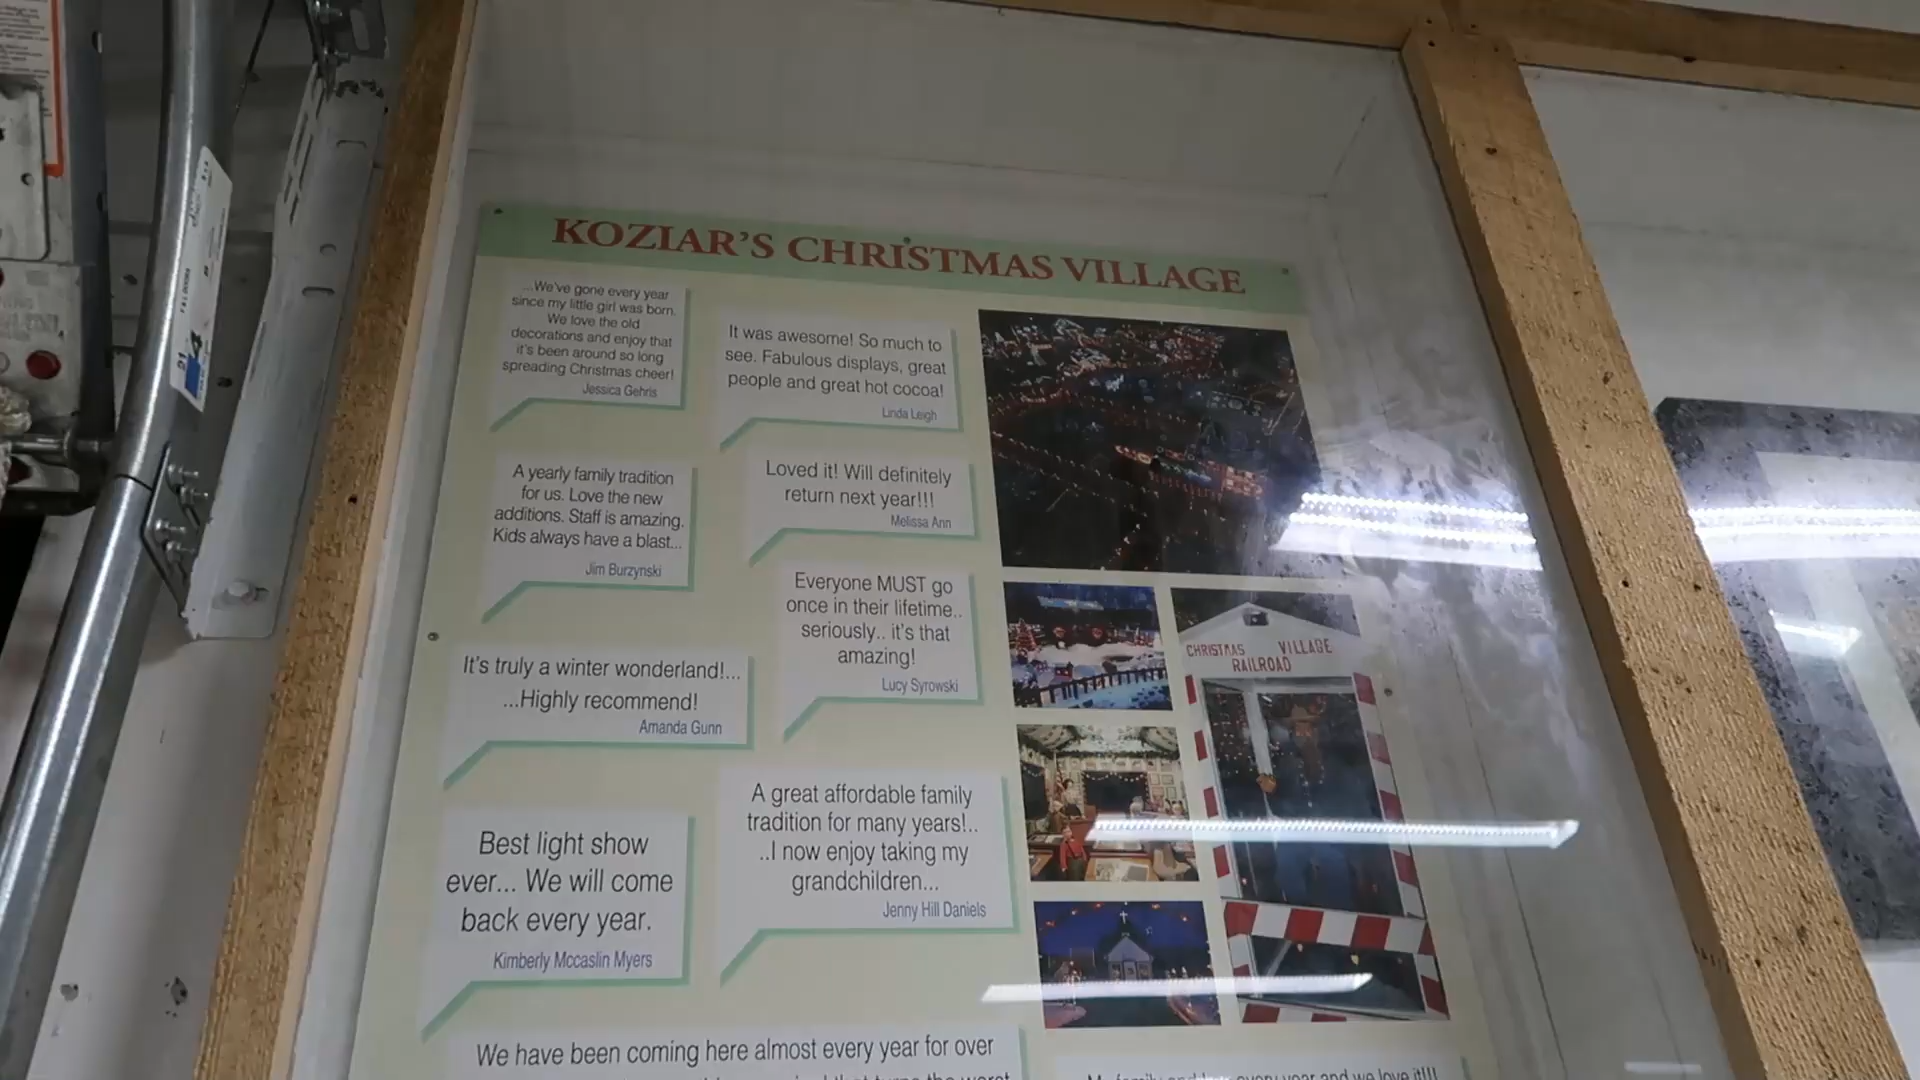 KOZIAR'S CHRISTMAS VILLAGE
...We've gone every year
since my little girl was born.
We love the old
decorations and enjoy that
it's been around so long
spreading Christmas cheer!
Jessica Gehris
It was awesome! So much to
see. Fabulous displays, great
people and great hot cocoa!
Linda Leigh
A yearly family tradition
for us. Love the new
additions. Staff is amazing.
Kids always have a blast...
Jim Burzynski
Loved it! Will definitely
return next year!!!
Melissa Ann
Everyone MUST go
once in their lifetime..
seriously.. it's that
amazing!
Lucy Syrowski
It's truly a winter wonderland!...
...Highly recommend!
Amanda Gunn
A great affordable family
tradition for many years!..
..I now enjoy taking my
grandchildren...
Jenny Hill Daniels
Best light show
ever... We will come
back every year.
Kimberly Mccaslin Myers
CHRISTMAS VILLAGE
RAILROAD
We have been coming here almost every year for over
every year and we love it!!!